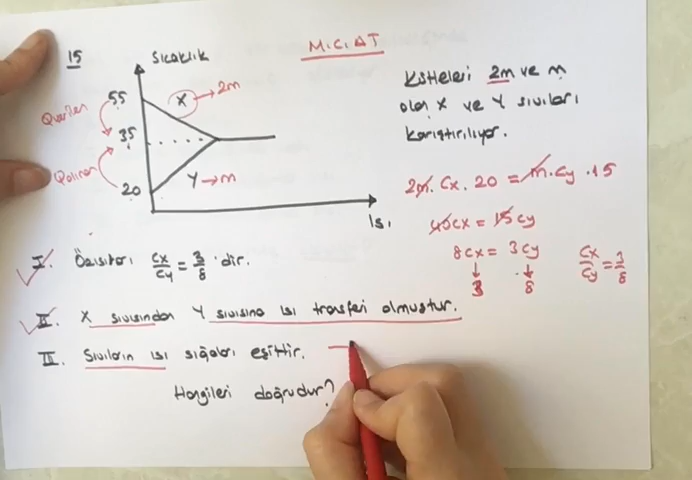 15
Sıcaklık
M.C.ΔT
55
X → 2m
Qverilen
35
Qalınan
20
Y → m
Isı
Kütleleri 2m ve m
olan X ve Y sıvıları
karıştırılıyor.
2m . Cx . 20 = m . Cy . 15
40Cx = 15Cy
8Cx = 3Cy
3 8
Cx/Cy = 3/8
I. Özısıları Cx/Cy = 3/8 'dir.
II. X sıvısından Y sıvısına ısı transferi olmuştur.
III. Sıvıların ısı sığaları eşittir.
Hangileri doğrudur?